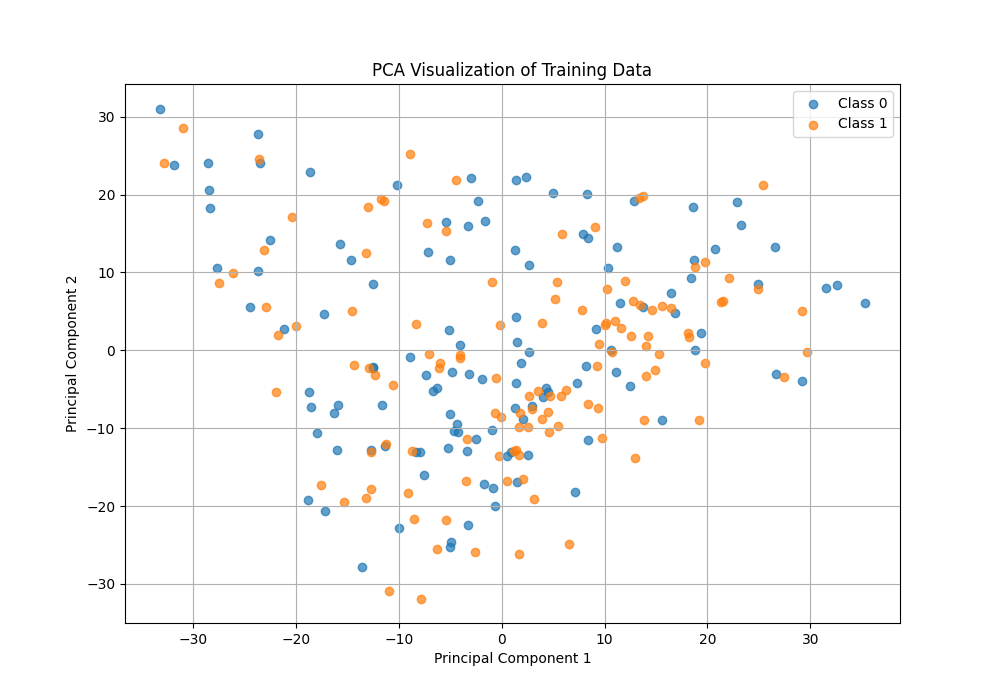 PCA Visualization of Training Data
Class 0
Class 1
30
20
10
0
−10
−20
−30
Principal Component 2
−30
−20
−10
0
10
20
30
Principal Component 1